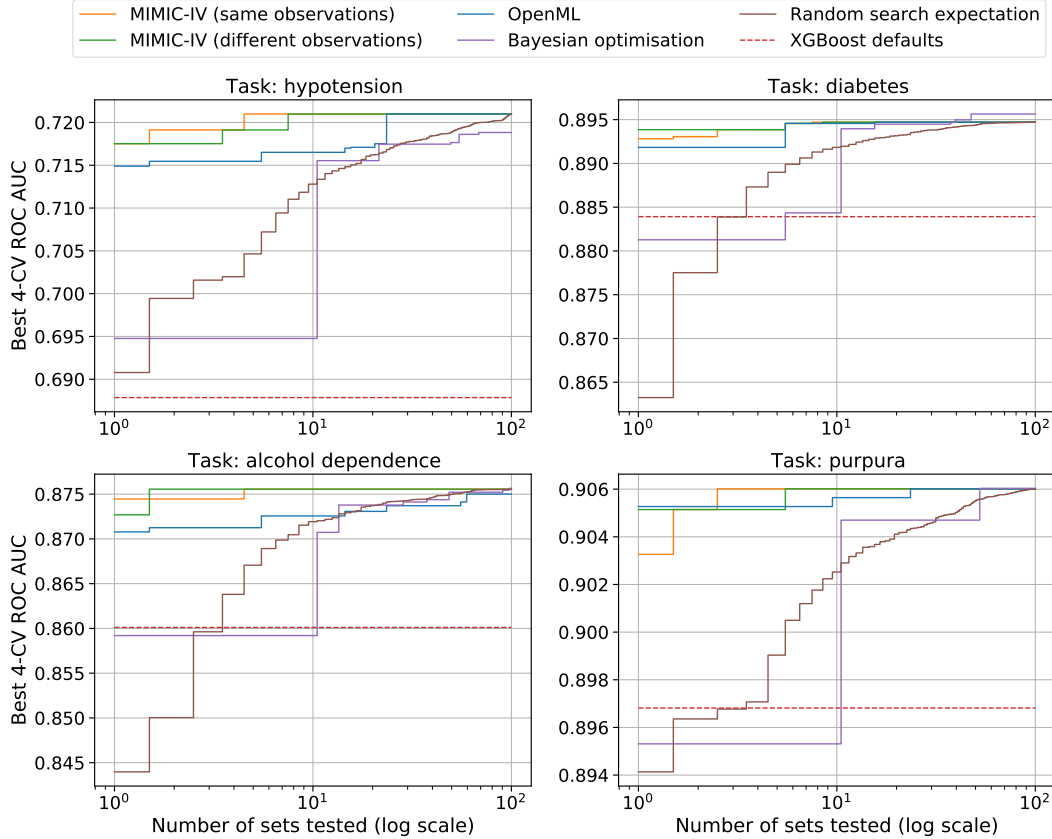 MIMIC-IV (same observations)
MIMIC-IV (different observations)
OpenML
Bayesian optimisation
Random search expectation
XGBoost defaults
Task: hypotension
Best 4-CV ROC AUC
0.720
0.715
0.710
0.705
0.700
0.695
0.690
10^0
10^1
10^2
Task: diabetes
0.895
0.890
0.885
0.880
0.875
0.870
0.865
10^0
10^1
10^2
Task: alcohol dependence
Best 4-CV ROC AUC
0.875
0.870
0.865
0.860
0.855
0.850
0.845
10^0
10^1
10^2
Number of sets tested (log scale)
Task: purpura
0.906
0.904
0.902
0.900
0.898
0.896
0.894
10^0
10^1
10^2
Number of sets tested (log scale)